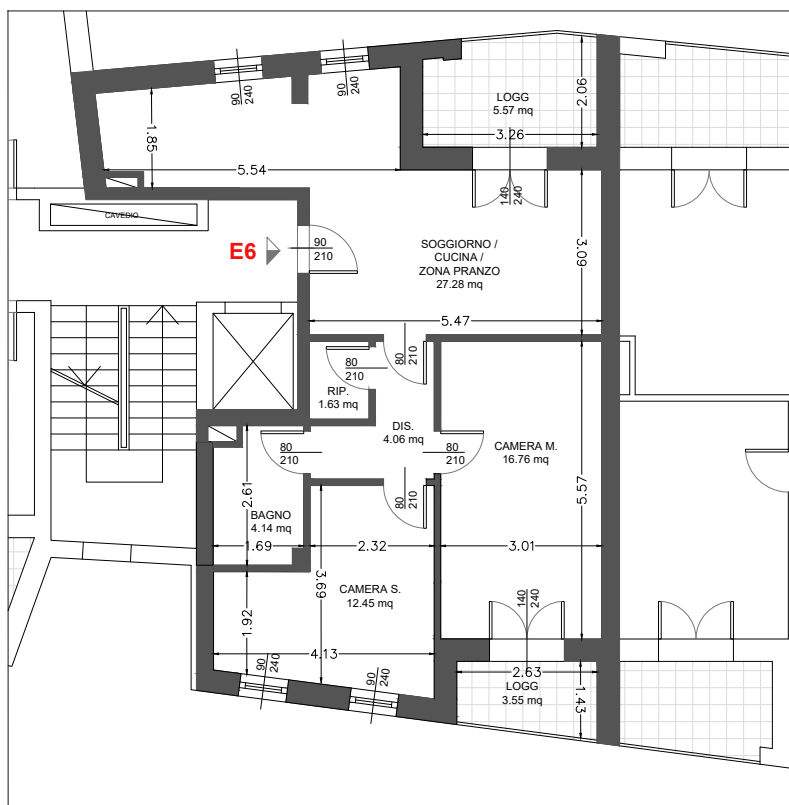 90
240
90
240
LOGG
5.57 mq
2.06
3.26
1.85
5.54
140
240
CAVEDIO
E6
90
210
SOGGIORNO /
CUCINA /
ZONA PRANZO
27.28 mq
3.09
5.47
80
210
80
210
RIP.
1.63 mq
DIS.
4.06 mq
CAMERA M.
16.76 mq
80
210
80
210
80
210
5.57
2.61
BAGNO
4.14 mq
1.69
2.32
3.01
3.69
CAMERA S.
12.45 mq
1.92
140
240
4.13
90
240
90
240
2.63
LOGG
3.55 mq
1.43